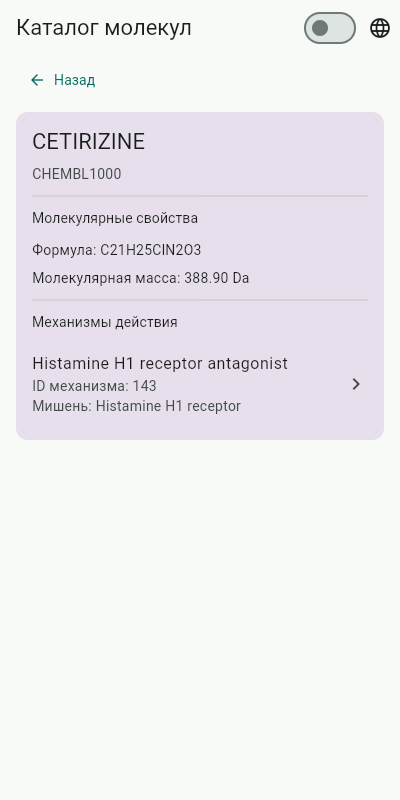 Каталог молекул
Назад
CETIRIZINE
CHEMBL1000
Молекулярные свойства
Формула: C21H25ClN2O3
Молекулярная масса: 388.90 Da
Механизмы действия
Histamine H1 receptor antagonist
ID механизма: 143
Мишень: Histamine H1 receptor